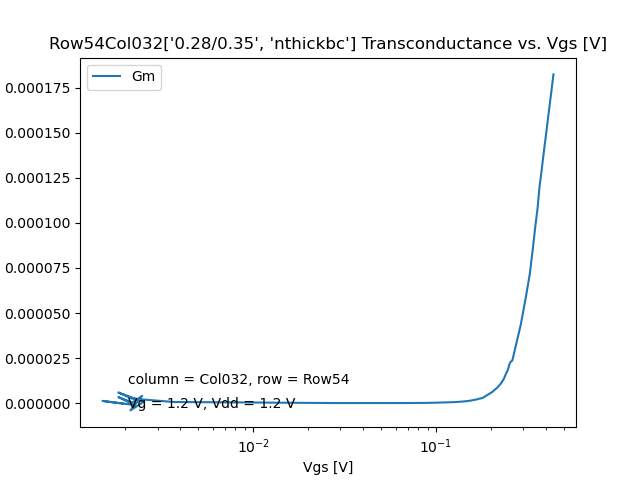 Row54Col032['0.28/0.35', 'nthickbc'] Transconductance vs. Vgs [V]
Gm
0.000175
0.000150
0.000125
0.000100
0.000075
0.000050
0.000025
0.000000
column = Col032, row = Row54
Vg = 1.2 V, Vdd = 1.2 V
10⁻²
10⁻¹
Vgs [V]